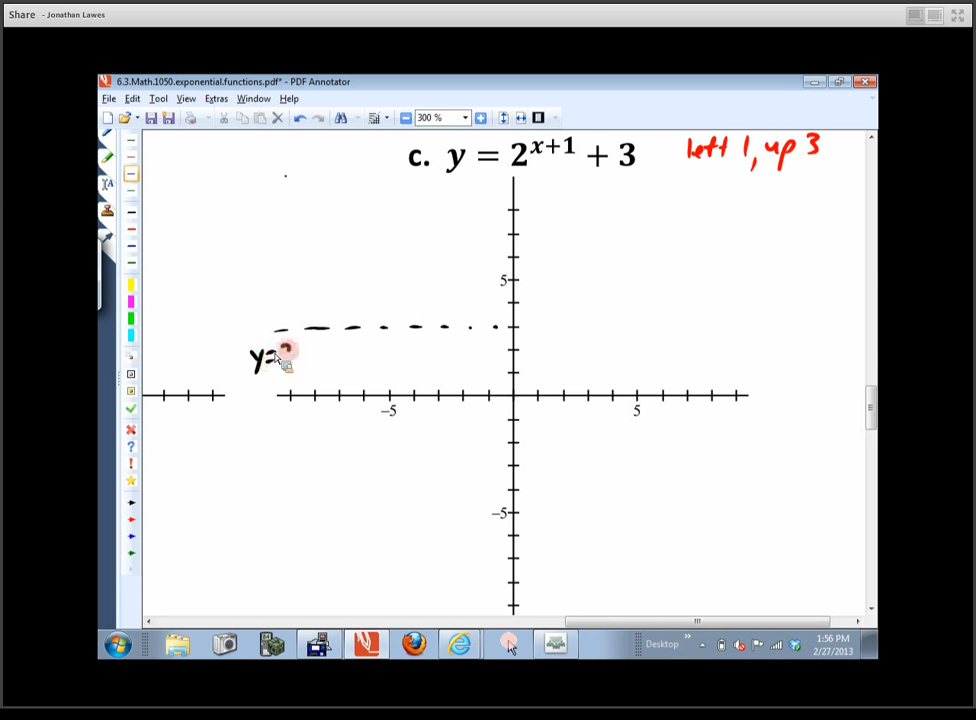 Share - Jonathan Lawes
6.3.Math.1050.exponential.functions.pdf* - PDF Annotator
File Edit Tool View Extras Window Help
300 %
c. y = 2^{x+1} + 3 left 1, up 3
5
y=
-5 5
-5
Desktop
1:56 PM
2/27/2013